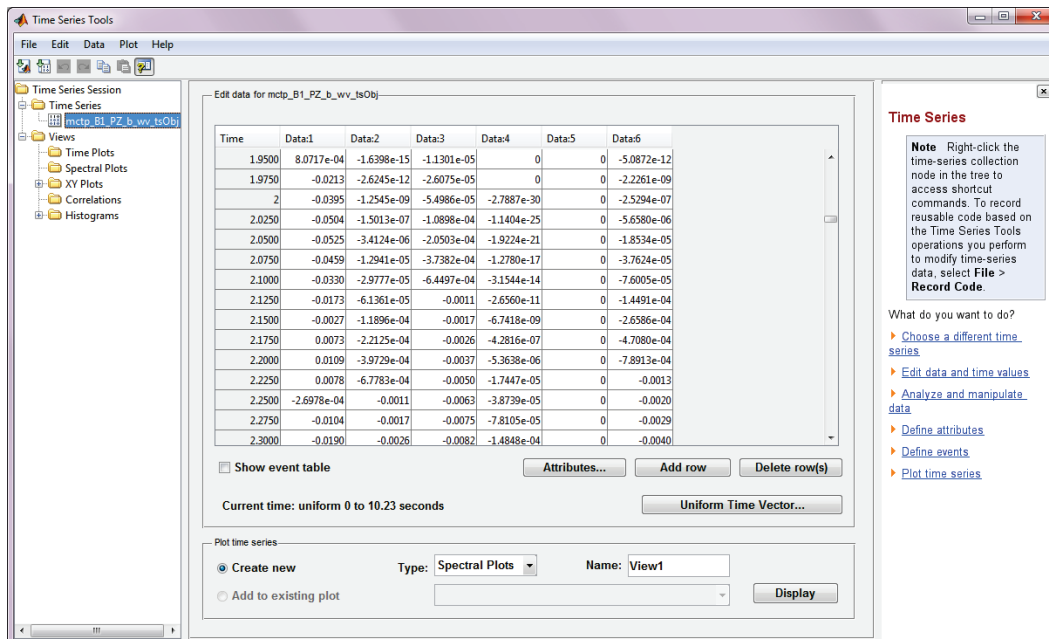 Time Series Tools
File Edit Data Plot Help
Time Series Session
Time Series
mctp_B1_PZ_b_wv_tsObj
Views
Time Plots
Spectral Plots
XY Plots
Correlations
Histograms
Edit data for mctp_B1_PZ_b_wv_tsObj
Time Data:1 Data:2 Data:3 Data:4 Data:5 Data:6
1.9500 8.0717e-04 -1.6398e-15 -1.1301e-05 0 0 -5.0872e-12
1.9750 -0.0213 -2.6245e-12 -2.6075e-05 0 0 -2.2261e-09
2 -0.0395 -1.2545e-09 -5.4986e-05 -2.7887e-30 0 -2.5294e-07
2.0250 -0.0504 -1.5013e-07 -1.0898e-04 -1.1404e-25 0 -5.6580e-06
2.0500 -0.0525 -3.4124e-06 -2.0503e-04 -1.9224e-21 0 -1.8534e-05
2.0750 -0.0459 -1.2941e-05 -3.7382e-04 -1.2780e-17 0 -3.7624e-05
2.1000 -0.0330 -2.9777e-05 -6.4497e-04 -3.1544e-14 0 -7.6005e-05
2.1250 -0.0173 -6.1361e-05 -0.0011 -2.6560e-11 0 -1.4491e-04
2.1500 -0.0027 -1.1896e-04 -0.0017 -6.7418e-09 0 -2.6586e-04
2.1750 0.0073 -2.2125e-04 -0.0026 -4.2816e-07 0 -4.7080e-04
2.2000 0.0109 -3.9729e-04 -0.0037 -5.3638e-06 0 -7.8913e-04
2.2250 0.0078 -6.7783e-04 -0.0050 -1.7447e-05 0 -0.0013
2.2500 -2.6978e-04 -0.0011 -0.0063 -3.8739e-05 0 -0.0020
2.2750 -0.0104 -0.0017 -0.0075 -7.8105e-05 0 -0.0029
2.3000 -0.0190 -0.0026 -0.0082 -1.4848e-04 0 -0.0040
Show event table Attributes... Add row Delete row(s)
Current time: uniform 0 to 10.23 seconds Uniform Time Vector...
Plot time series
Create new Type: Spectral Plots Name: View1
Add to existing plot Display
Time Series
Note Right-click the
time-series collection
node in the tree to
access shortcut
commands. To record
reusable code based on
the Time Series Tools
operations you perform
to modify time-series
data, select File >
Record Code.
What do you want to do?
Choose a different time
series
Edit data and time values
Analyze and manipulate
data
Define attributes
Define events
Plot time series